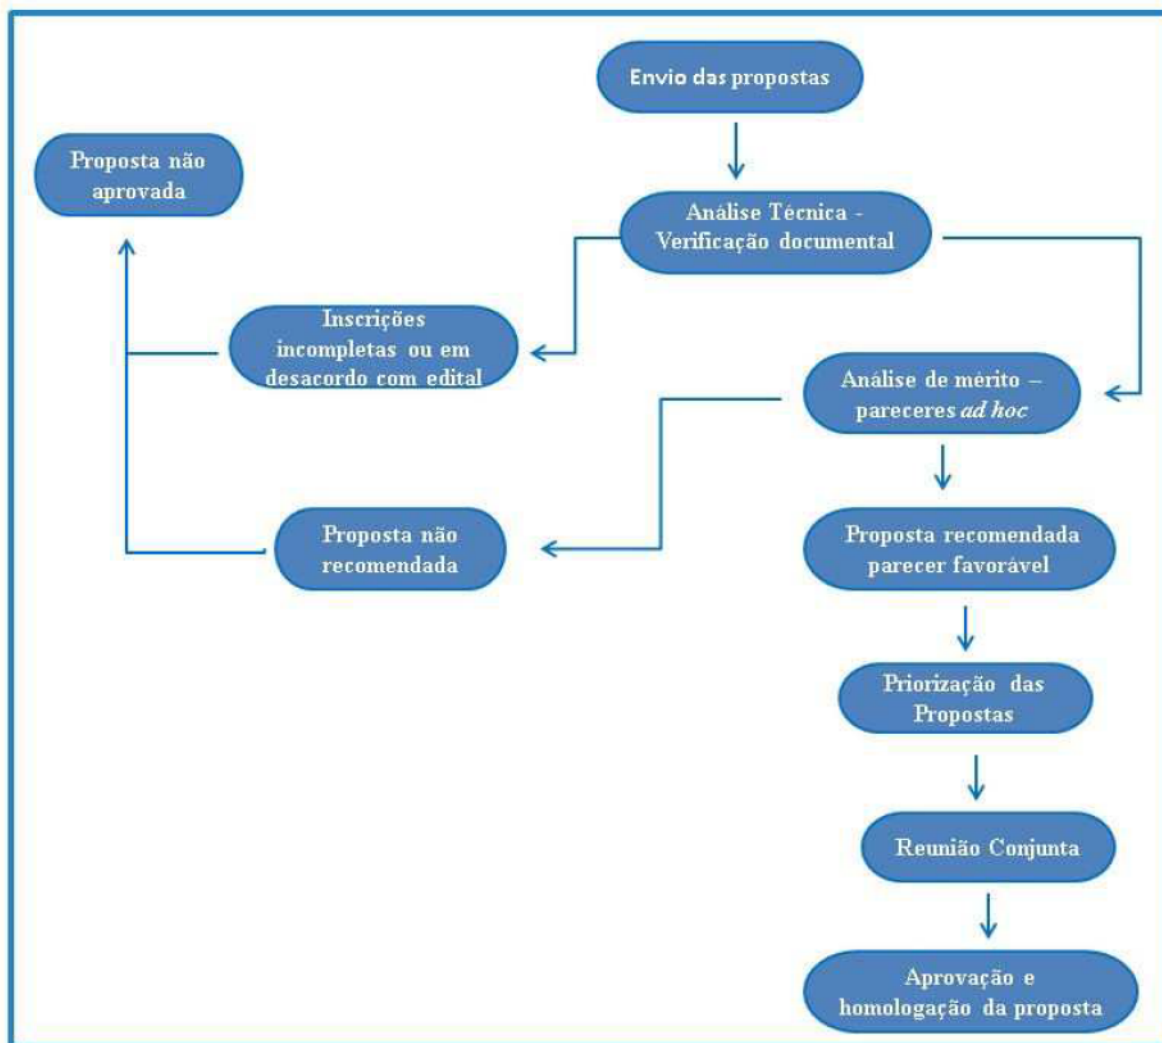 Envio das propostas
Proposta não
aprovada
Análise Técnica -
Verificação documental
Inscrições
incompletas ou em
desacordo com edital
Análise de mérito –
pareceres ad hoc
Proposta não
recomendada
Proposta recomendada
parecer favorável
Priorização das
Propostas
Reunião Conjunta
Aprovação e
homologação da proposta